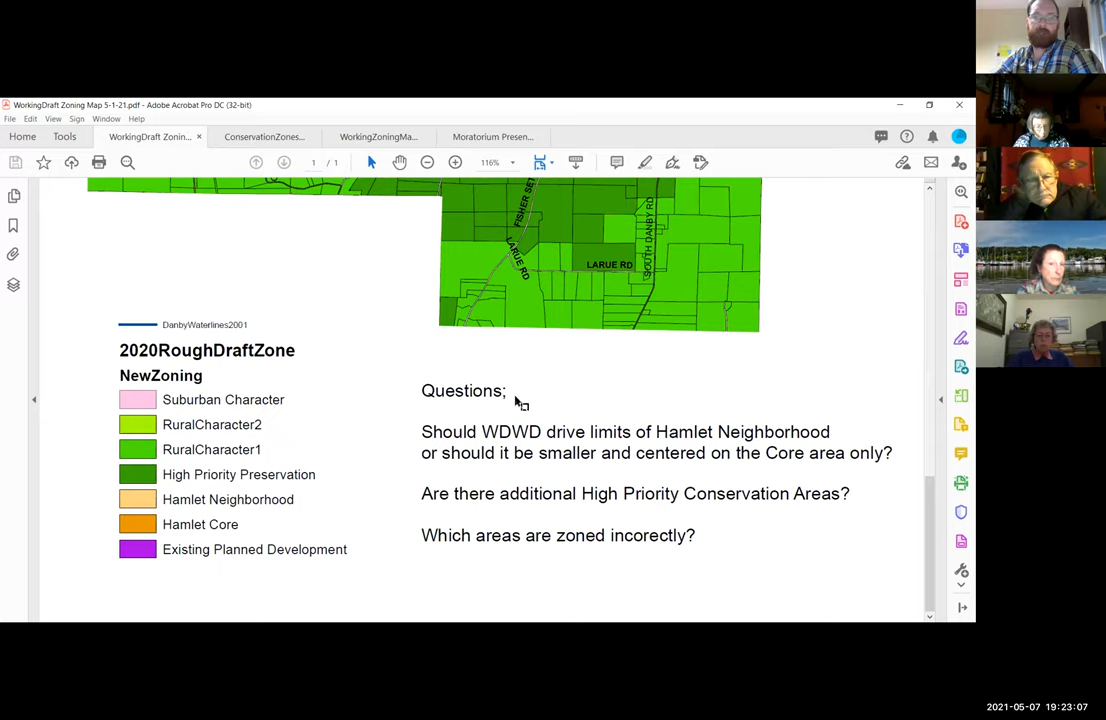 WorkingDraft Zoning Map 5-1-21.pdf - Adobe Acrobat Pro DC (32-bit)
File Edit View Sign Window Help
Home Tools WorkingDraft Zonin... × ConservationZones... WorkingZoningMa... Moratorium Presen...
1 / 1 116%
FISHER SET
SOUTH DANBY RD
LARUE RD
LARUE RD
DanbyWaterlines2001
2020RoughDraftZone
NewZoning
Suburban Character
RuralCharacter2
RuralCharacter1
High Priority Preservation
Hamlet Neighborhood
Hamlet Core
Existing Planned Development
Questions;
Should WDWD drive limits of Hamlet Neighborhood
or should it be smaller and centered on the Core area only?
Are there additional High Priority Conservation Areas?
Which areas are zoned incorectly?
2021-05-07 19:23:07